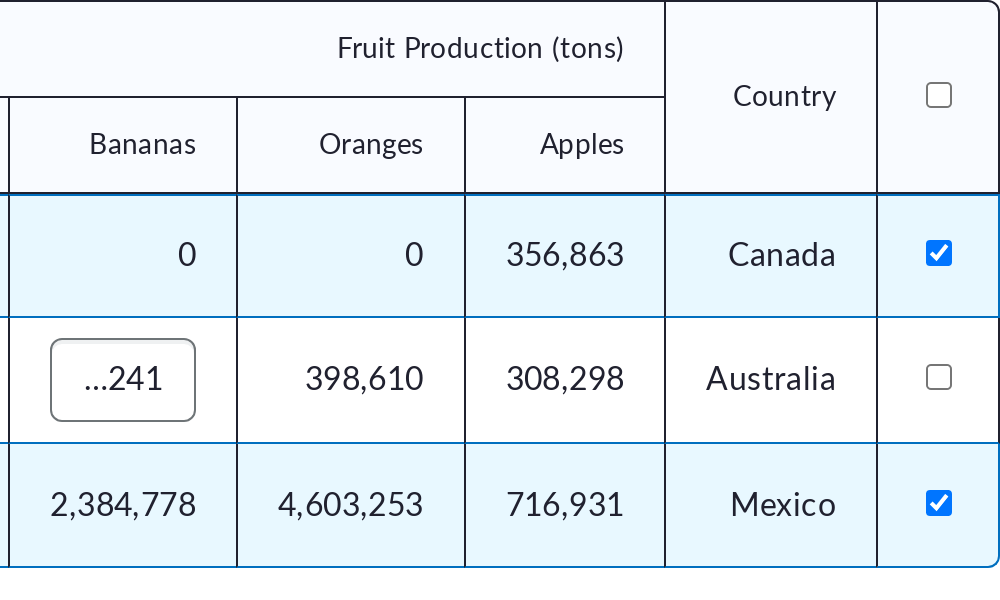 Fruit Production (tons)
Country
Bananas Oranges Apples
0 0 356,863 Canada
...241 398,610 308,298 Australia
2,384,778 4,603,253 716,931 Mexico